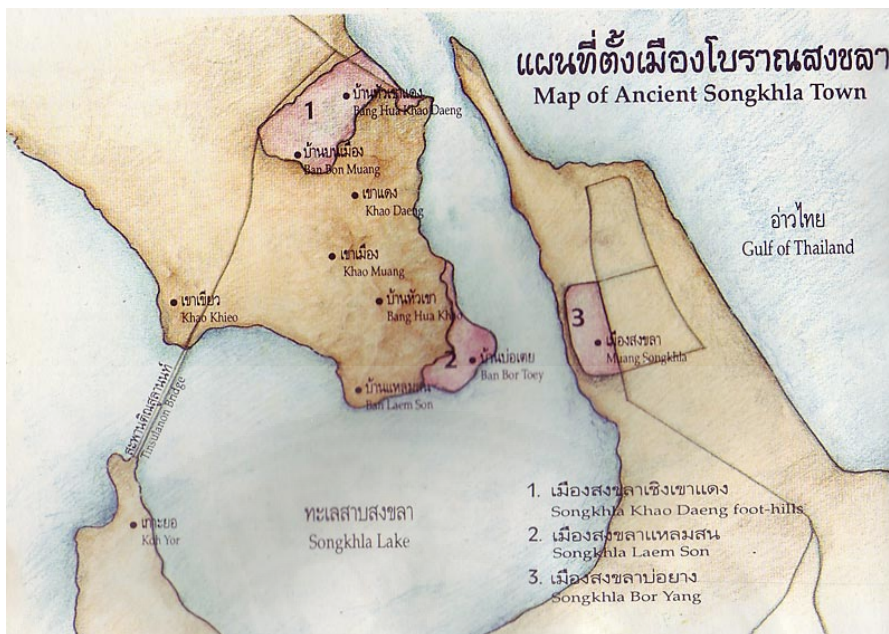 แผนที่ตั้งเมืองโบราณสงขลา
Map of Ancient Songkhla Town
1
บ้านหัวเขาแดง
Bang Hua Khao Daeng
บ้านบนเมือง
Ban Bon Muang
เขาแดง
Khao Daeng
เขาเมือง
Khao Muang
เขาเขียว
Khao Khieo
บ้านหัวเขา
Bang Hua Khao
2
บ้านบ่อเตย
Ban Bor Toey
บ้านแหลมสน
Ban Laem Son
3
เมืองสงขลา
Muang Songkhla
อ่าวไทย
Gulf of Thailand
สะพานติณสูลานนท์
Tinsulanon Bridge
เกาะยอ
Koh Yor
ทะเลสาบสงขลา
Songkhla Lake
1. เมืองสงขลาเชิงเขาแดง
Songkhla Khao Daeng foot-hills
2. เมืองสงขลาแหลมสน
Songkhla Laem Son
3. เมืองสงขลาบ่อยาง
Songkhla Bor Yang